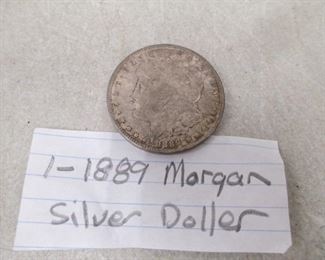 1-1889 Morgan
Silver Doller